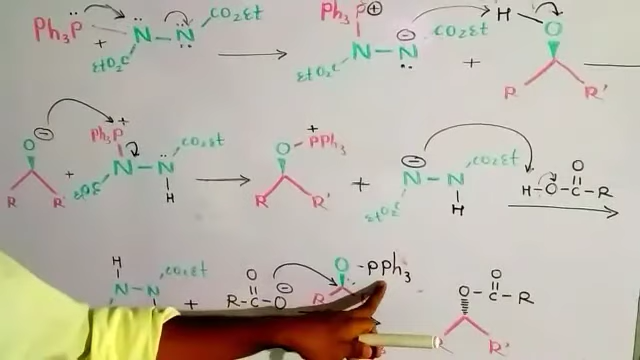 Ph₃P + N – N CO₂Et EtO₂C ⟶ Ph₃P⊕ N – N⊖ CO₂Et EtO₂C + H O R R'
O⊖ R R' + Ph₃P+ N – N CO₂Et EtO₂C H ⟶ O – PPh₃+ R R' + N⊖ – N CO₂Et EtO₂C H H – O – C – R O ⟶
H N N CO₂Et + R – C – O⊖ O O – PPh₃ R O – C – R O R'